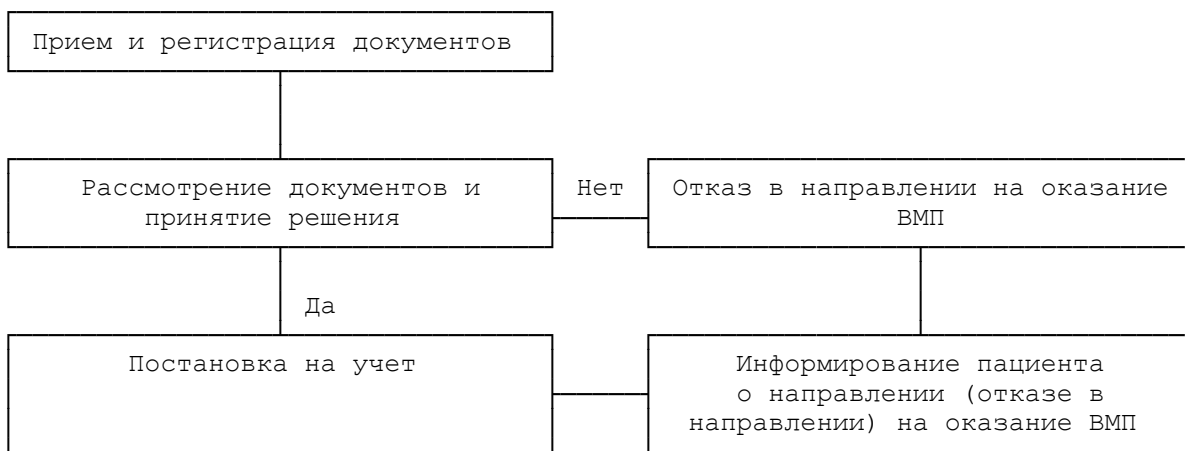 Прием и регистрация документов
Рассмотрение документов и
принятие решения
Нет
Отказ в направлении на оказание
ВМП
Да
Постановка на учет
Информирование пациента
о направлении (отказе в
направлении) на оказание ВМП